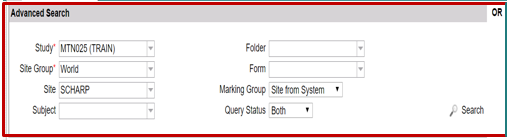 Advanced Search OR
Study* MTN025 (TRAIN) Folder
Site Group* World Form
Site SCHARP Marking Group Site from System
Subject Query Status Both Search